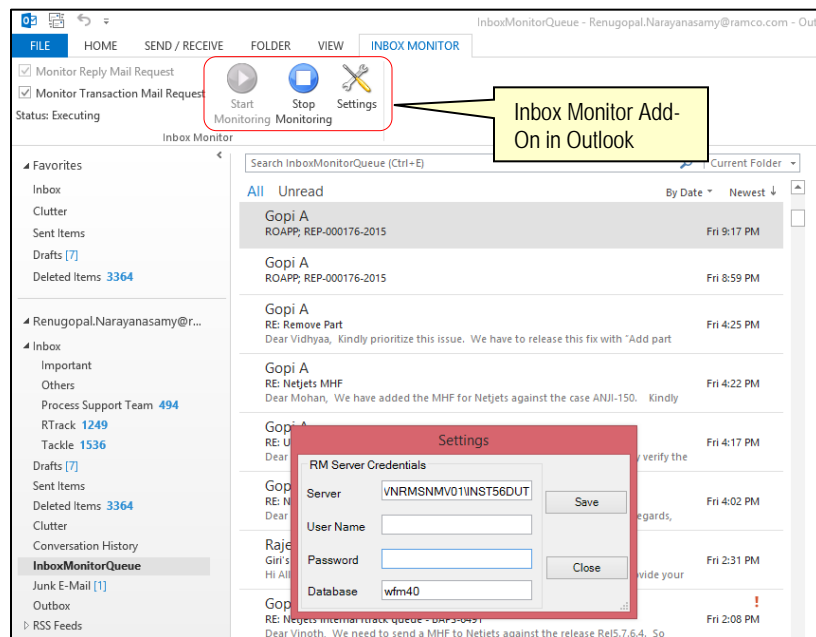 InboxMonitorQueue - Renugopal.Narayanasamy@ramco.com - Out
FILE HOME SEND / RECEIVE FOLDER VIEW INBOX MONITOR
Monitor Reply Mail Request
Monitor Transaction Mail Request
Status: Executing
Start Monitoring
Stop Monitoring
Settings
Inbox Monitor
Inbox Monitor Add-
On in Outlook
Favorites
Inbox
Clutter
Sent Items
Drafts [7]
Deleted Items 3364
Renugopal.Narayanasamy@r...
Inbox
Important
Others
Process Support Team 494
RTrack 1249
Tackle 1536
Drafts [7]
Sent Items
Deleted Items 3364
Clutter
Conversation History
InboxMonitorQueue
Junk E-Mail [1]
Outbox
RSS Feeds
Search InboxMonitorQueue (Ctrl+E) Current Folder
All Unread By Date Newest
Gopi A
ROAPP; REP-000176-2015 Fri 9:17 PM
Gopi A
ROAPP; REP-000176-2015 Fri 8:59 PM
Gopi A
RE: Remove Part Fri 4:25 PM
Dear Vidhyaa, Kindly prioritize this issue. We have to release this fix with "Add part
Gopi A
RE: Netjets MHF Fri 4:22 PM
Dear Mohan, We have added the MHF for Netjets against the case ANJI-150. Kindly
Gopi
RE: U Fri 4:17 PM
Dear verify the
Gop
RE: N Fri 4:02 PM
Dear egards,
Raje
Giri's Fri 2:31 PM
Hi All vide your
Gop !
RE: Netjets internal rtrack queue - BAPS-0491 Fri 2:08 PM
Dear Vinoth, We need to send a MHF to Netjets against the release Rel5.7.6.4. So
Settings
RM Server Credentials
Server VNRMSNMV01\INST56DUT
User Name
Password
Database wfm40
Save
Close